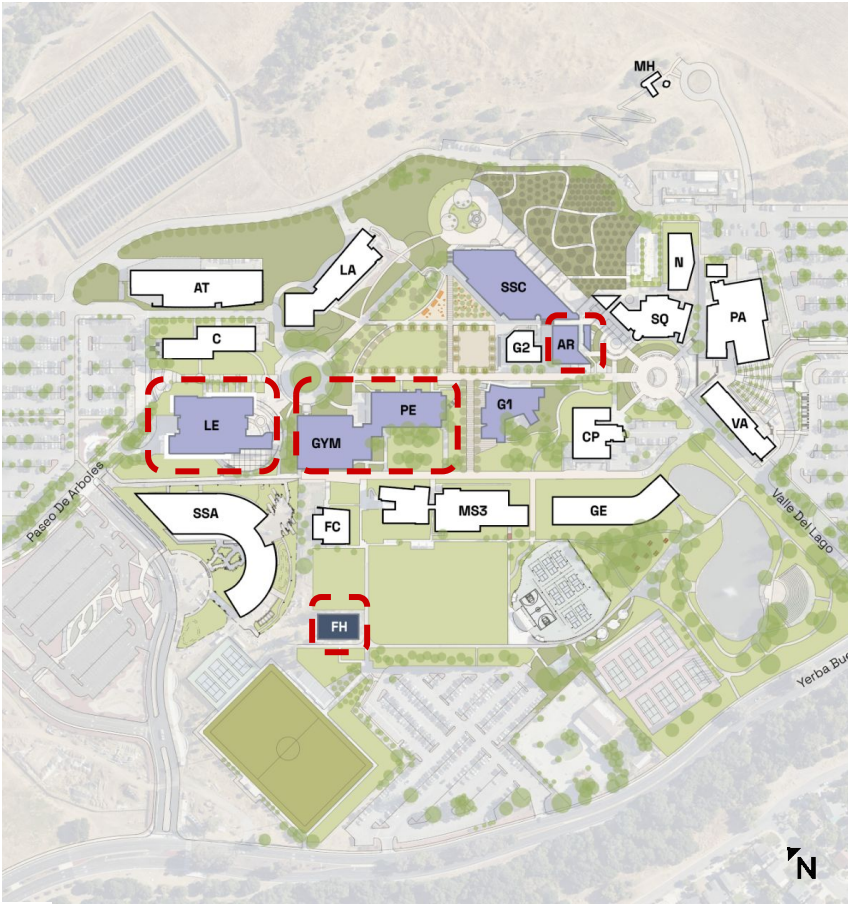 MH
LA
AT
SSC
N
SQ
PA
C
G2
AR
PE
G1
LE
GYM
CP
VA
Paseo De Arboles
SSA
MS3
GE
FC
Valle Del Lago
FH
Yerba Bue
N